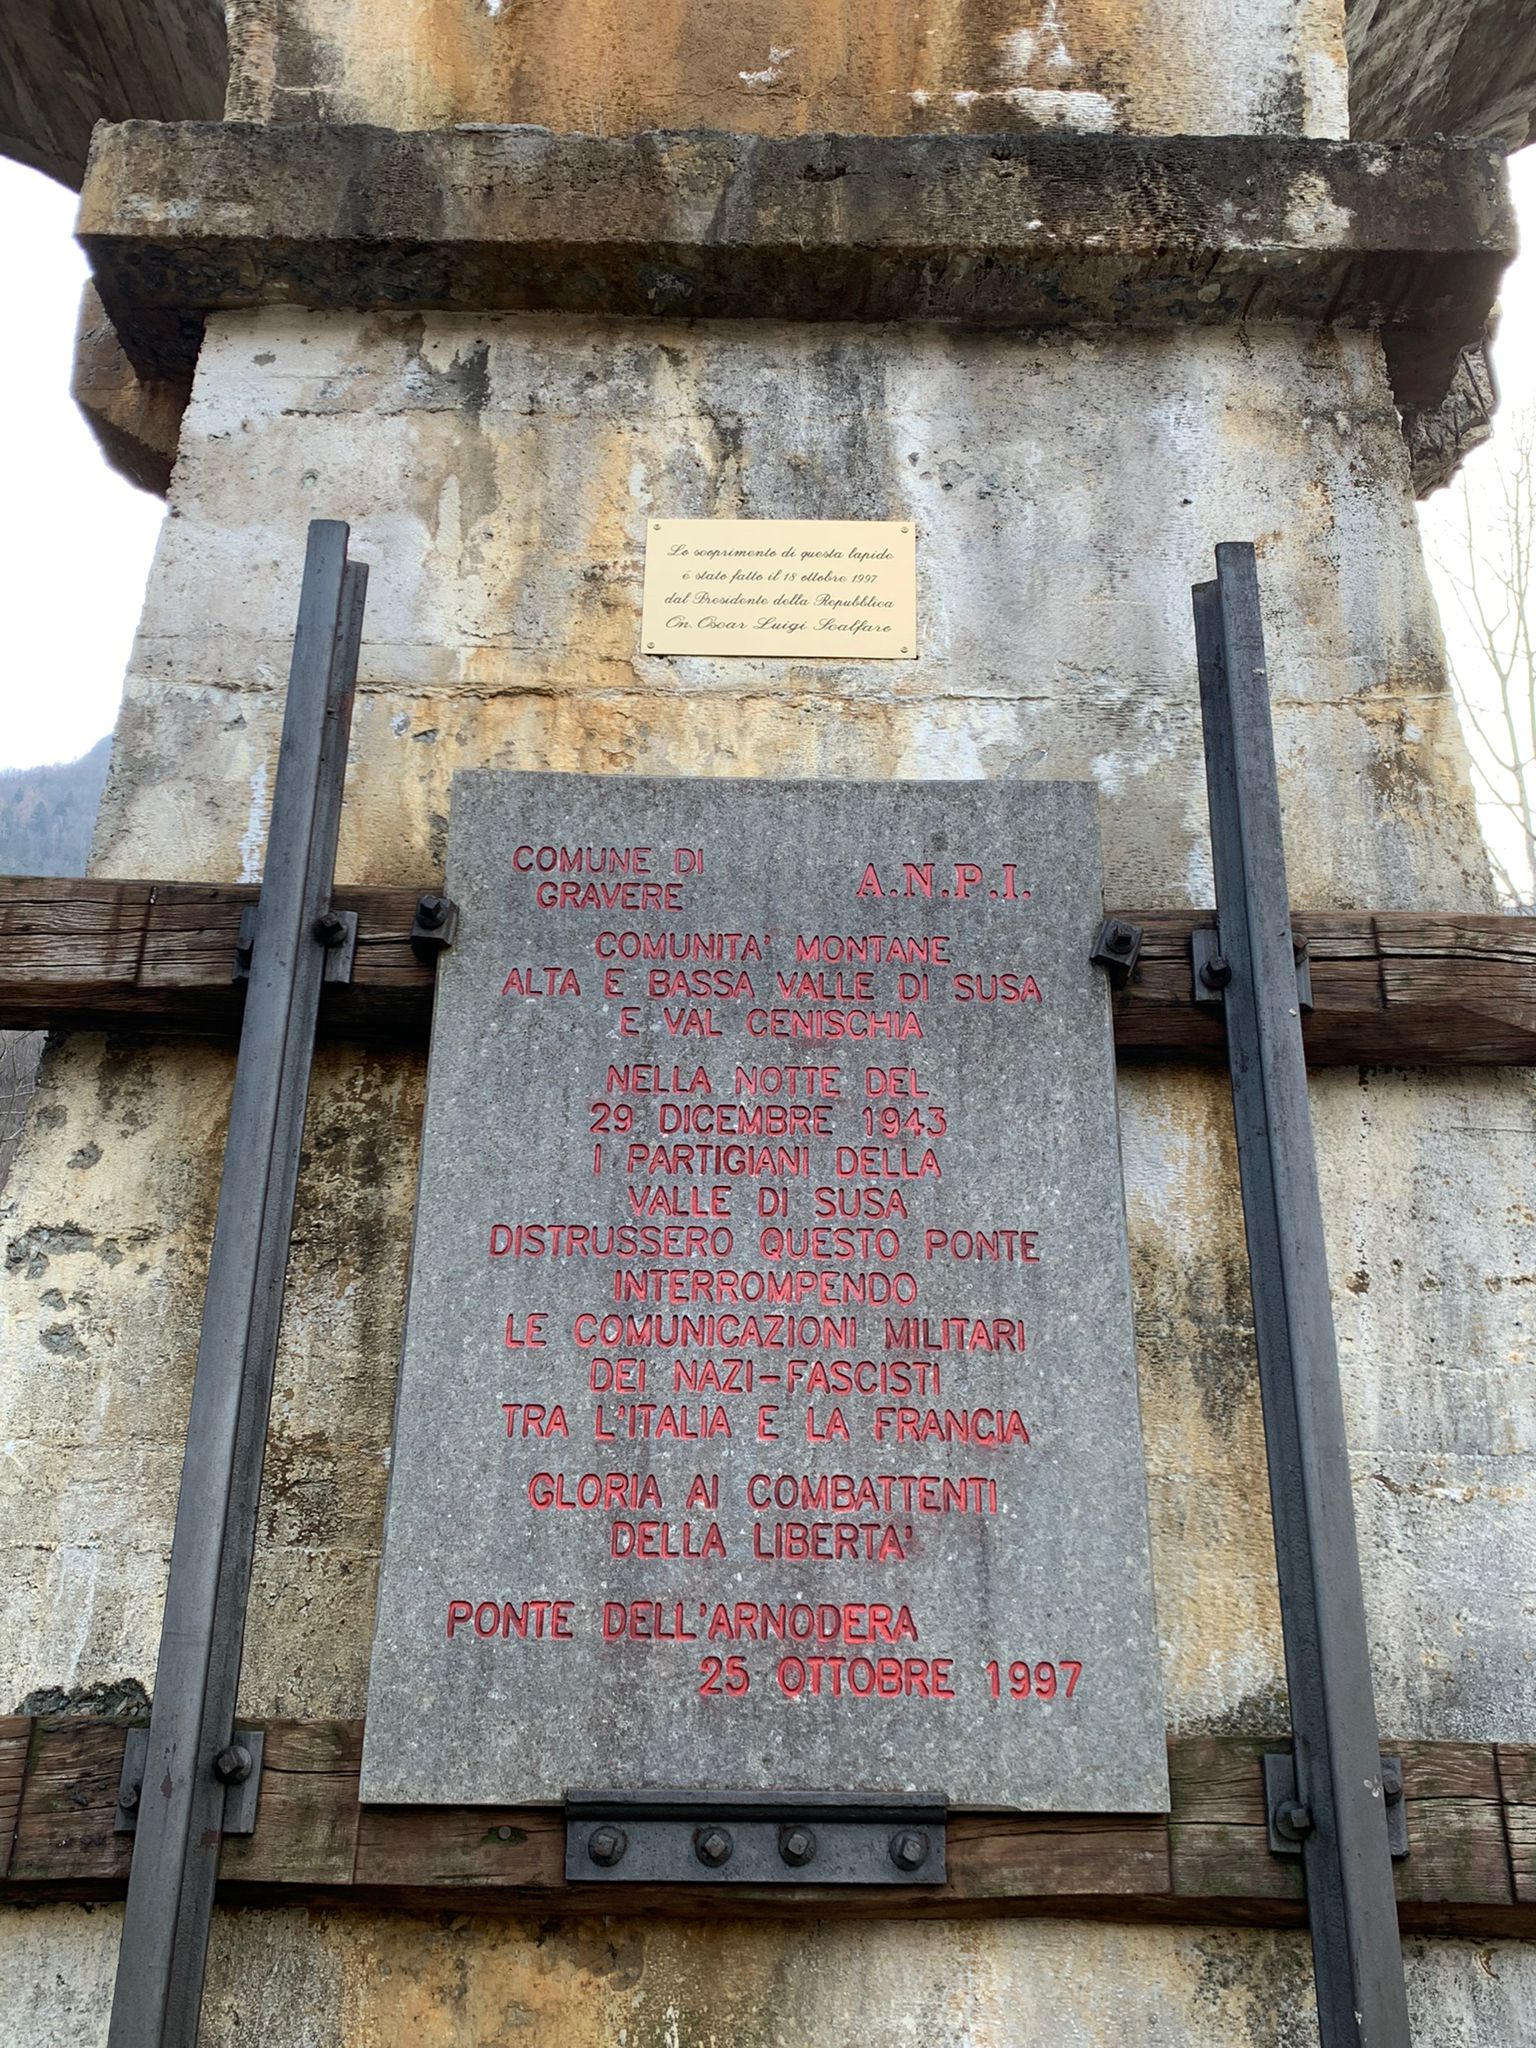 Lo scoprimento di questa lapide
é stato fatto il 18 ottobre 1997
dal Presidente della Repubblica
On. Oscar Luigi Scalfaro
COMUNE DI
GRAVERE
A.N.P.I.
COMUNITA' MONTANE
ALTA E BASSA VALLE DI SUSA
E VAL CENISCHIA
NELLA NOTTE DEL
29 DICEMBRE 1943
I PARTIGIANI DELLA
VALLE DI SUSA
DISTRUSSERO QUESTO PONTE
INTERROMPENDO
LE COMUNICAZIONI MILITARI
DEI NAZI-FASCISTI
TRA L'ITALIA E LA FRANCIA
GLORIA AI COMBATTENTI
DELLA LIBERTA'
PONTE DELL'ARNODERA
25 OTTOBRE 1997